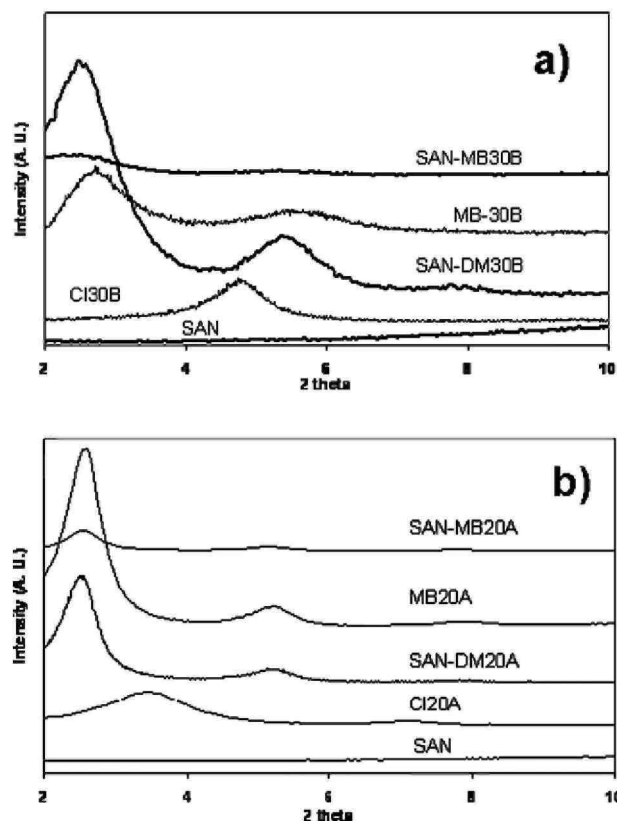 a)
SAN-MB30B
MB-30B
SAN-DM30B
Cl30B
SAN
Intensity (A. U.)
2 4 6 8 10
2 theta
b)
SAN-MB20A
MB20A
SAN-DM20A
Cl20A
SAN
Intensity (A. U.)
2 4 6 8 10
2 theta